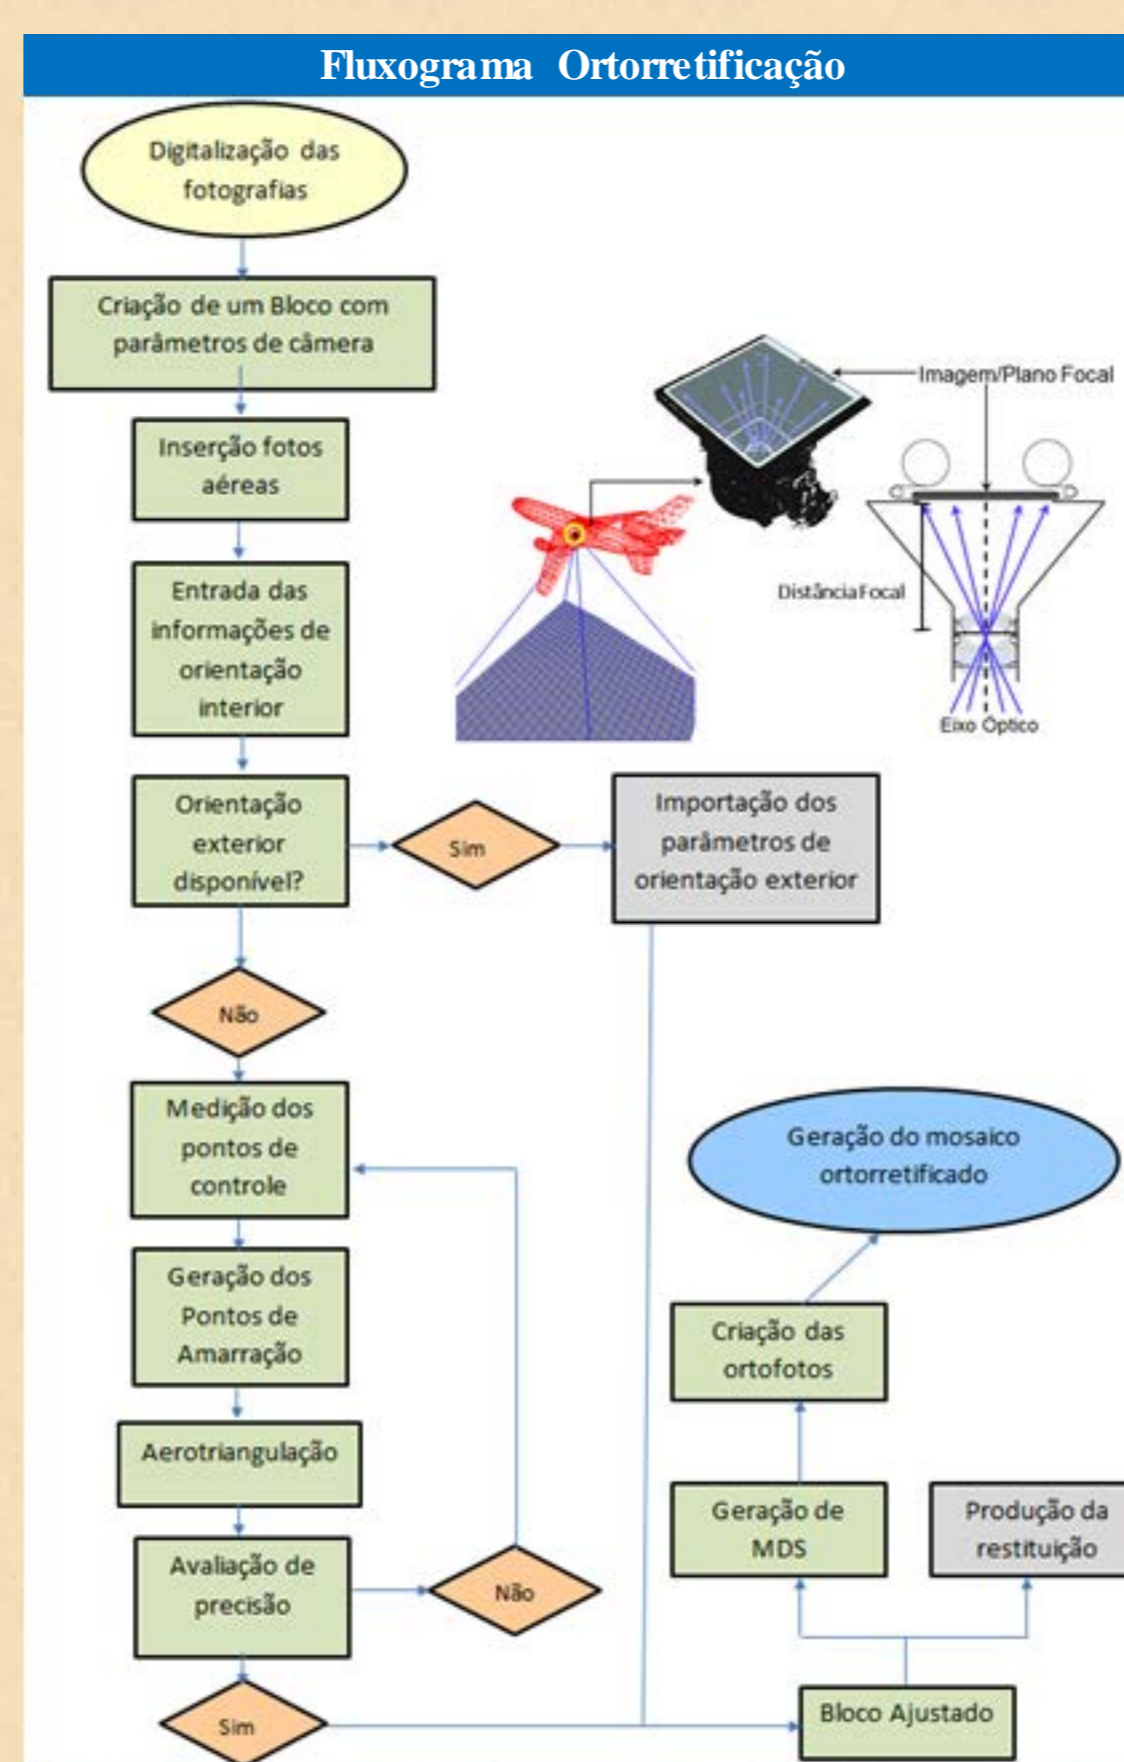 Fluxograma Ortorretificação
Digitalização das
fotografias
Criação de um Bloco com
parâmetros de câmera
Inserção fotos
aéreas
Entrada das
informações de
orientação
interior
Imagem/Plano Focal
Distância Focal
Eixo Óptico
Orientação
exterior
disponível?
Sim
Importação dos
parâmetros de
orientação exterior
Não
Medição dos
pontos de
controle
Geração dos
Pontos de
Amarração
Aerotriangulação
Avaliação de
precisão
Não
Sim
Bloco Ajustado
Geração de
MDS
Produção da
restituição
Criação das
ortofotos
Geração do mosaico
ortorretificado